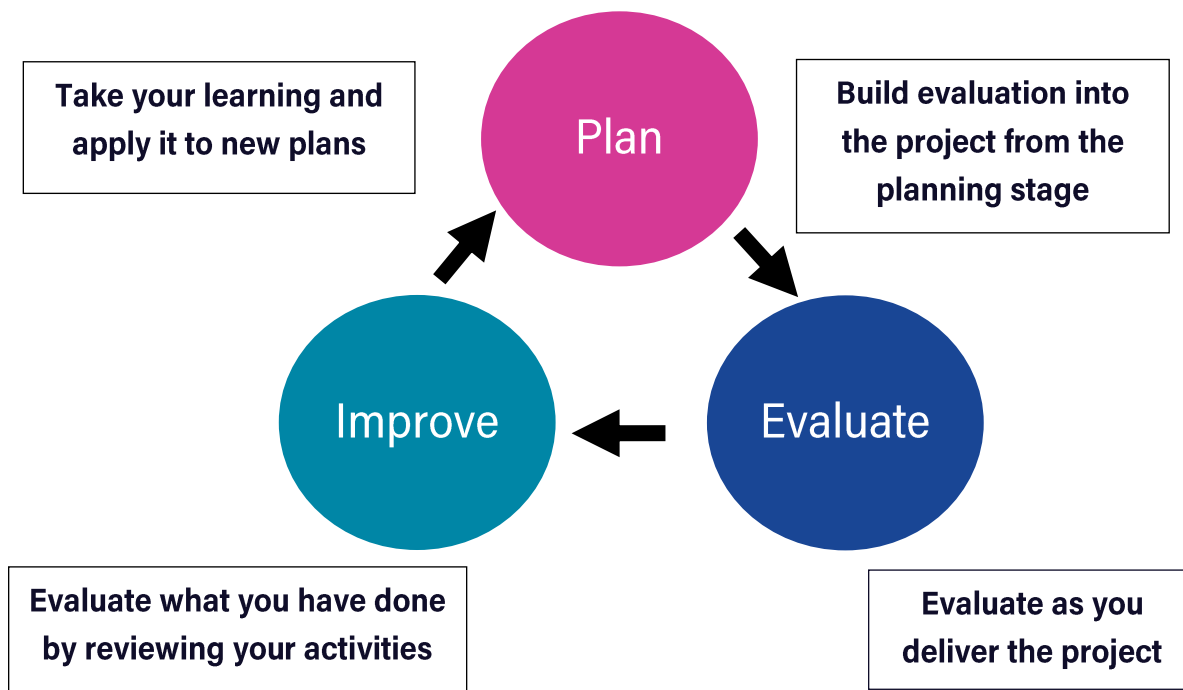 Plan
Build evaluation into
the project from the
planning stage
Evaluate
Evaluate as you
deliver the project
Improve
Evaluate what you have done
by reviewing your activities
Take your learning and
apply it to new plans